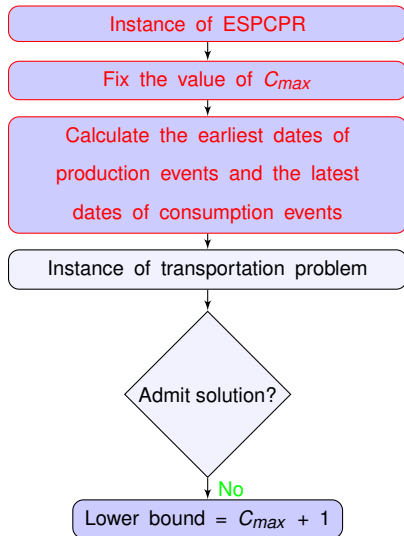 Instance of ESPCPR
Fix the value of Cmax
Calculate the earliest dates of
production events and the latest
dates of consumption events
Instance of transportation problem
Admit solution?
No
Lower bound = Cmax + 1